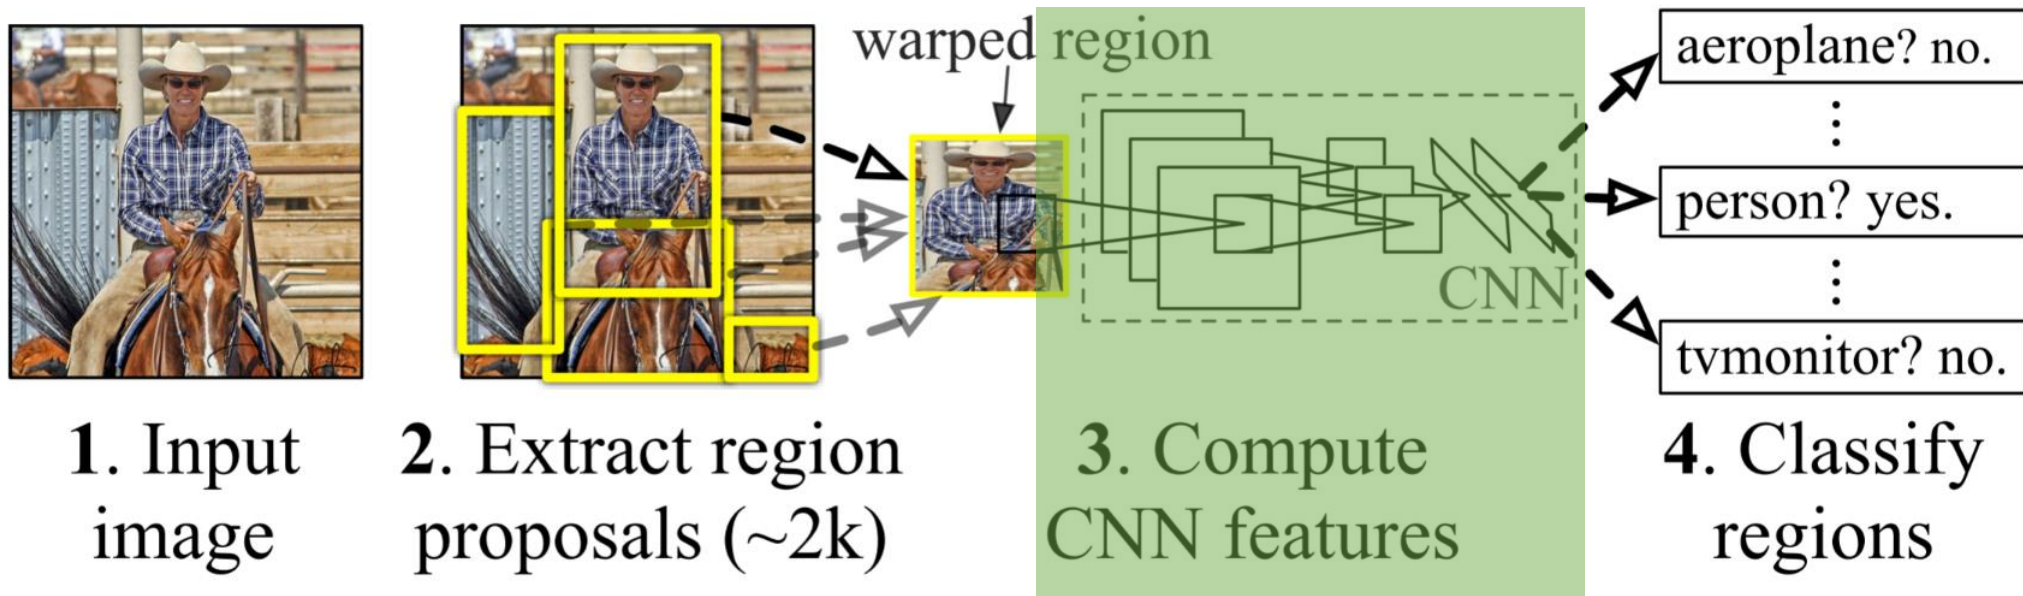 warped region
aeroplane? no.
person? yes.
CNN
tvmonitor? no.
1. Input
image
2. Extract region
proposals (~2k)
3. Compute
CNN features
4. Classify
regions